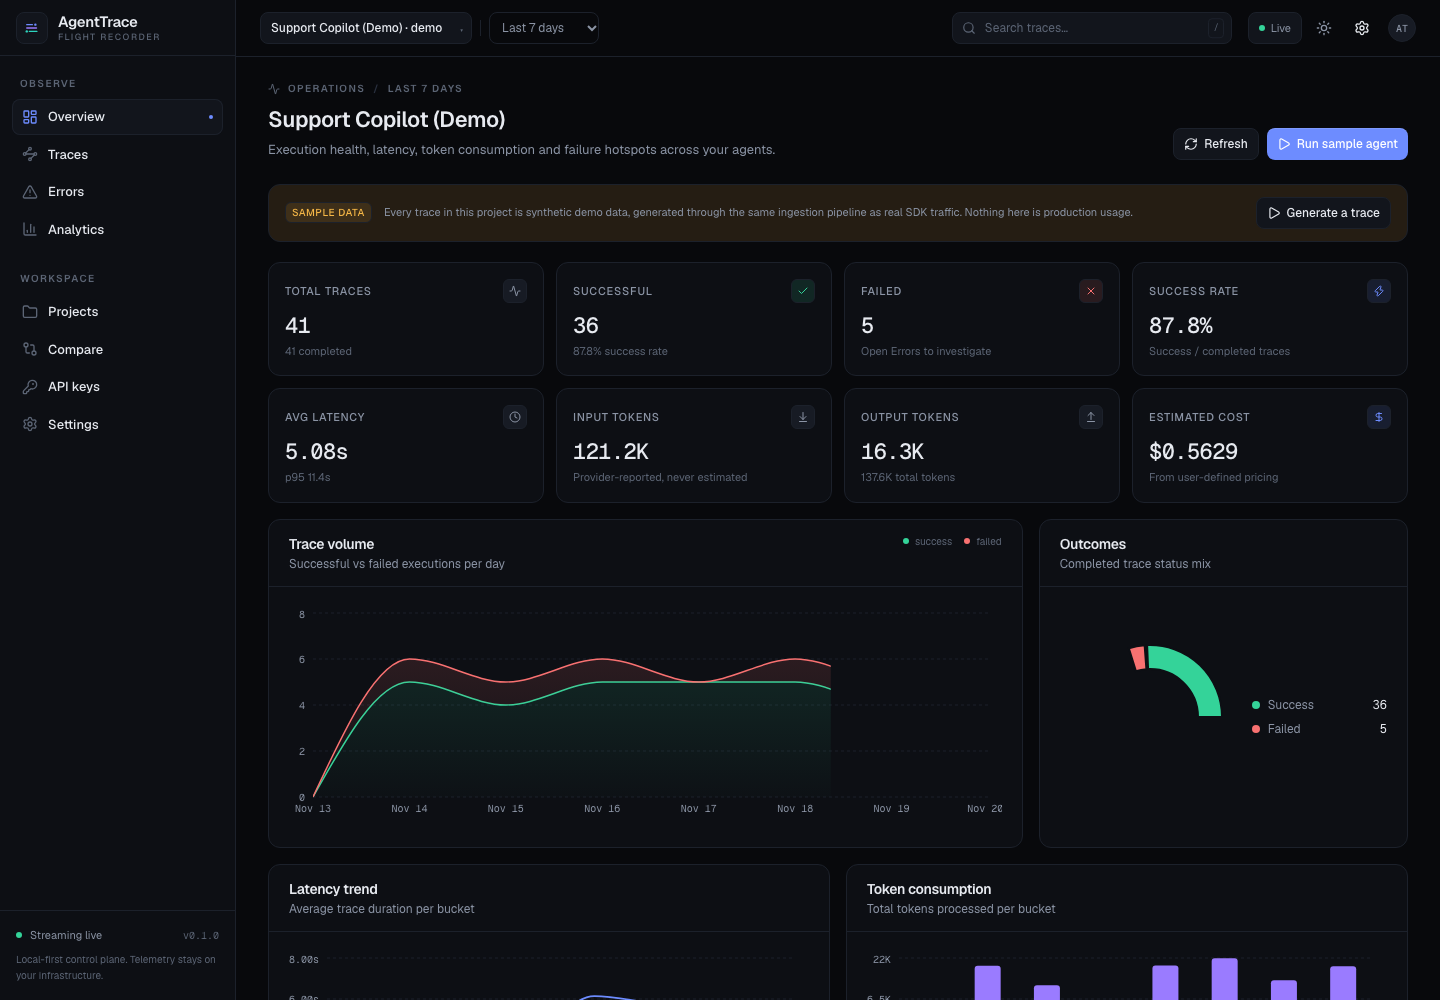 AgentTrace
FLIGHT RECORDER
Support Copilot (Demo) · demo
Last 7 days
Search traces...
/
Live
AT
OBSERVE
Overview
Traces
Errors
Analytics
WORKSPACE
Projects
Compare
API keys
Settings
Streaming live
v0.1.0
Local-first control plane. Telemetry stays on
your infrastructure.
OPERATIONS / LAST 7 DAYS
Support Copilot (Demo)
Execution health, latency, token consumption and failure hotspots across your agents.
Refresh
Run sample agent
SAMPLE DATA
Every trace in this project is synthetic demo data, generated through the same ingestion pipeline as real SDK traffic. Nothing here is production usage.
Generate a trace
TOTAL TRACES
41
41 completed
SUCCESSFUL
36
87.8% success rate
FAILED
5
Open Errors to investigate
SUCCESS RATE
87.8%
Success / completed traces
AVG LATENCY
5.08s
p95 11.4s
INPUT TOKENS
121.2K
Provider-reported, never estimated
OUTPUT TOKENS
16.3K
137.6K total tokens
ESTIMATED COST
$0.5629
From user-defined pricing
Trace volume
Successful vs failed executions per day
success
failed
8
6
4
2
0
Nov 13
Nov 14
Nov 15
Nov 16
Nov 17
Nov 18
Nov 19
Nov 20
Outcomes
Completed trace status mix
Success 36
Failed 5
Latency trend
Average trace duration per bucket
8.00s
6.00s
Token consumption
Total tokens processed per bucket
22K